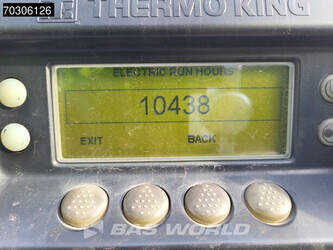 70306126
THERMO KING
ELECTRIC RUN HOURS
10438
EXIT BACK
BAS WORLD